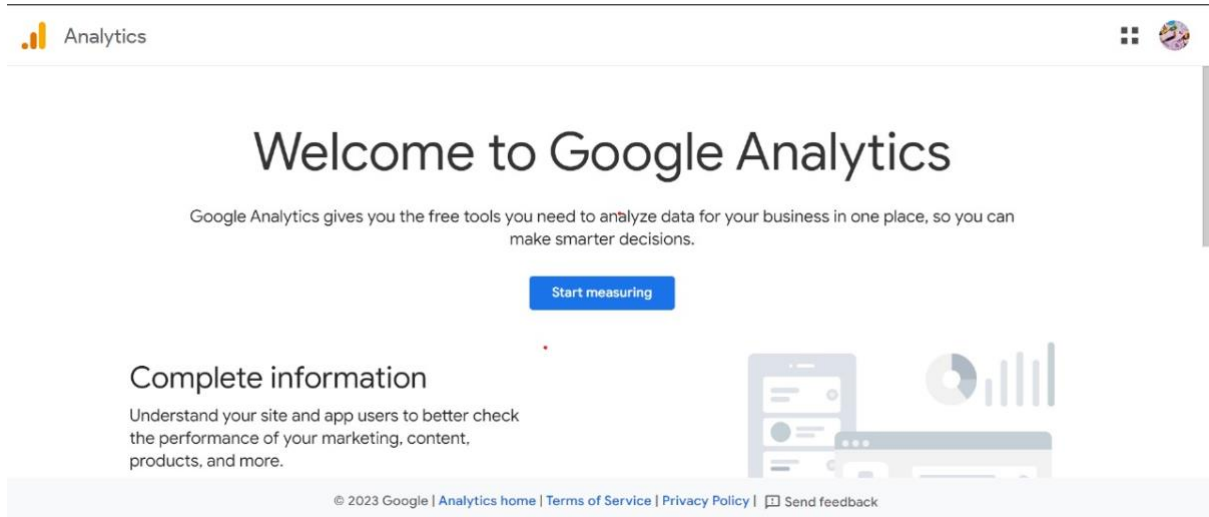 Analytics
Welcome to Google Analytics
Google Analytics gives you the free tools you need to analyze data for your business in one place, so you can
make smarter decisions.
Start measuring
Complete information
Understand your site and app users to better check
the performance of your marketing, content,
products, and more.
© 2023 Google | Analytics home | Terms of Service | Privacy Policy | Send feedback